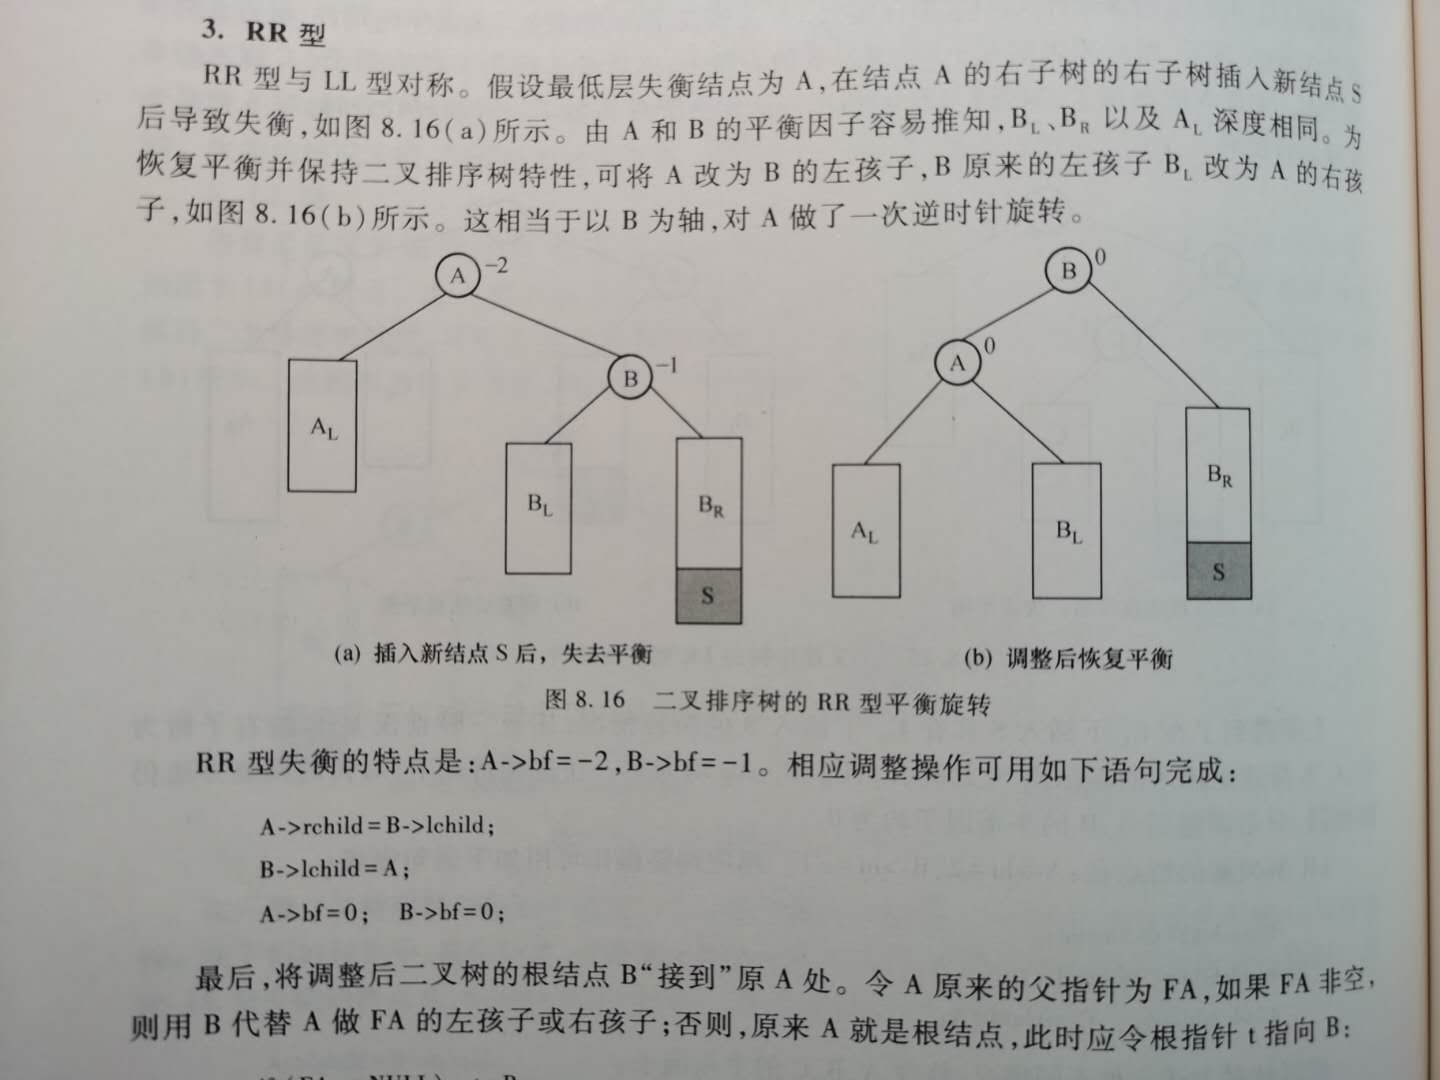 3. RR 型
RR 型与 LL 型对称。假设最低层失衡结点为 A,在结点 A 的右子树的右子树插入新结点 S
后导致失衡,如图 8.16(a)所示。由 A 和 B 的平衡因子容易推知,B_L、B_R 以及 A_L 深度相同。为
恢复平衡并保持二叉排序树特性,可将 A 改为 B 的左孩子,B 原来的左孩子 B_L 改为 A 的右孩
子,如图 8.16(b)所示。这相当于以 B 为轴,对 A 做了一次逆时针旋转。
A -2
B -1
A_L
B_L
B_R
S
B 0
A 0
A_L
B_L
B_R
S
(a) 插入新结点 S 后，失去平衡
(b) 调整后恢复平衡
图 8.16 二叉排序树的 RR 型平衡旋转
RR 型失衡的特点是:A->bf=-2,B->bf=-1。相应调整操作可用如下语句完成:
A->rchild=B->lchild;
B->lchild=A;
A->bf=0; B->bf=0;
最后,将调整后二叉树的根结点 B“接到”原 A 处。令 A 原来的父指针为 FA,如果 FA 非空,
则用 B 代替 A 做 FA 的左孩子或右孩子;否则,原来 A 就是根结点,此时应令根指针 t 指向 B: